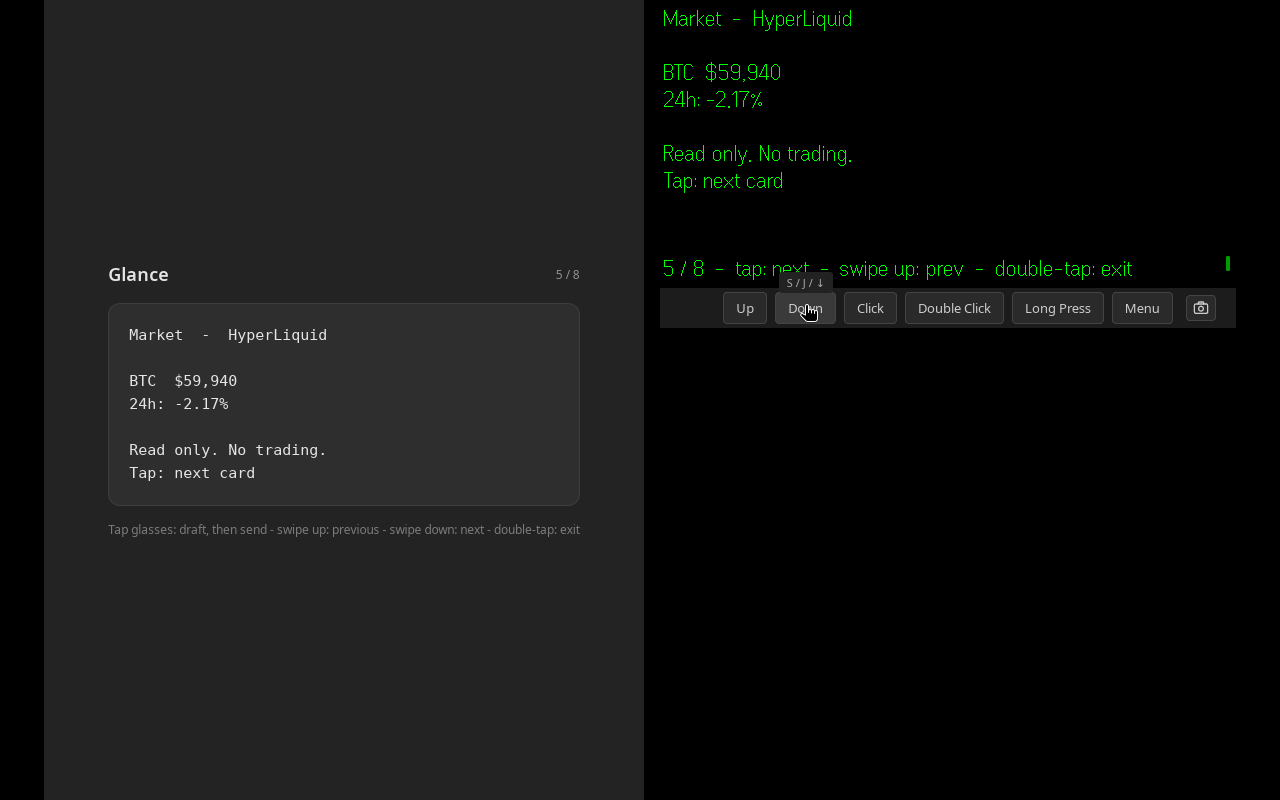 Glance
5 / 8
Market  -  HyperLiquid
BTC  $59,940
24h: -2.17%
Read only. No trading.
Tap: next card
Tap glasses: draft, then send - swipe up: previous - swipe down: next - double-tap: exit
Market  -  HyperLiquid
BTC  $59,940
24h: -2.17%
Read only. No trading.
Tap: next card
5 / 8  -  tap: next  -  swipe up: prev  -  double-tap: exit
S / J / ↓
Up
Down
Click
Double Click
Long Press
Menu